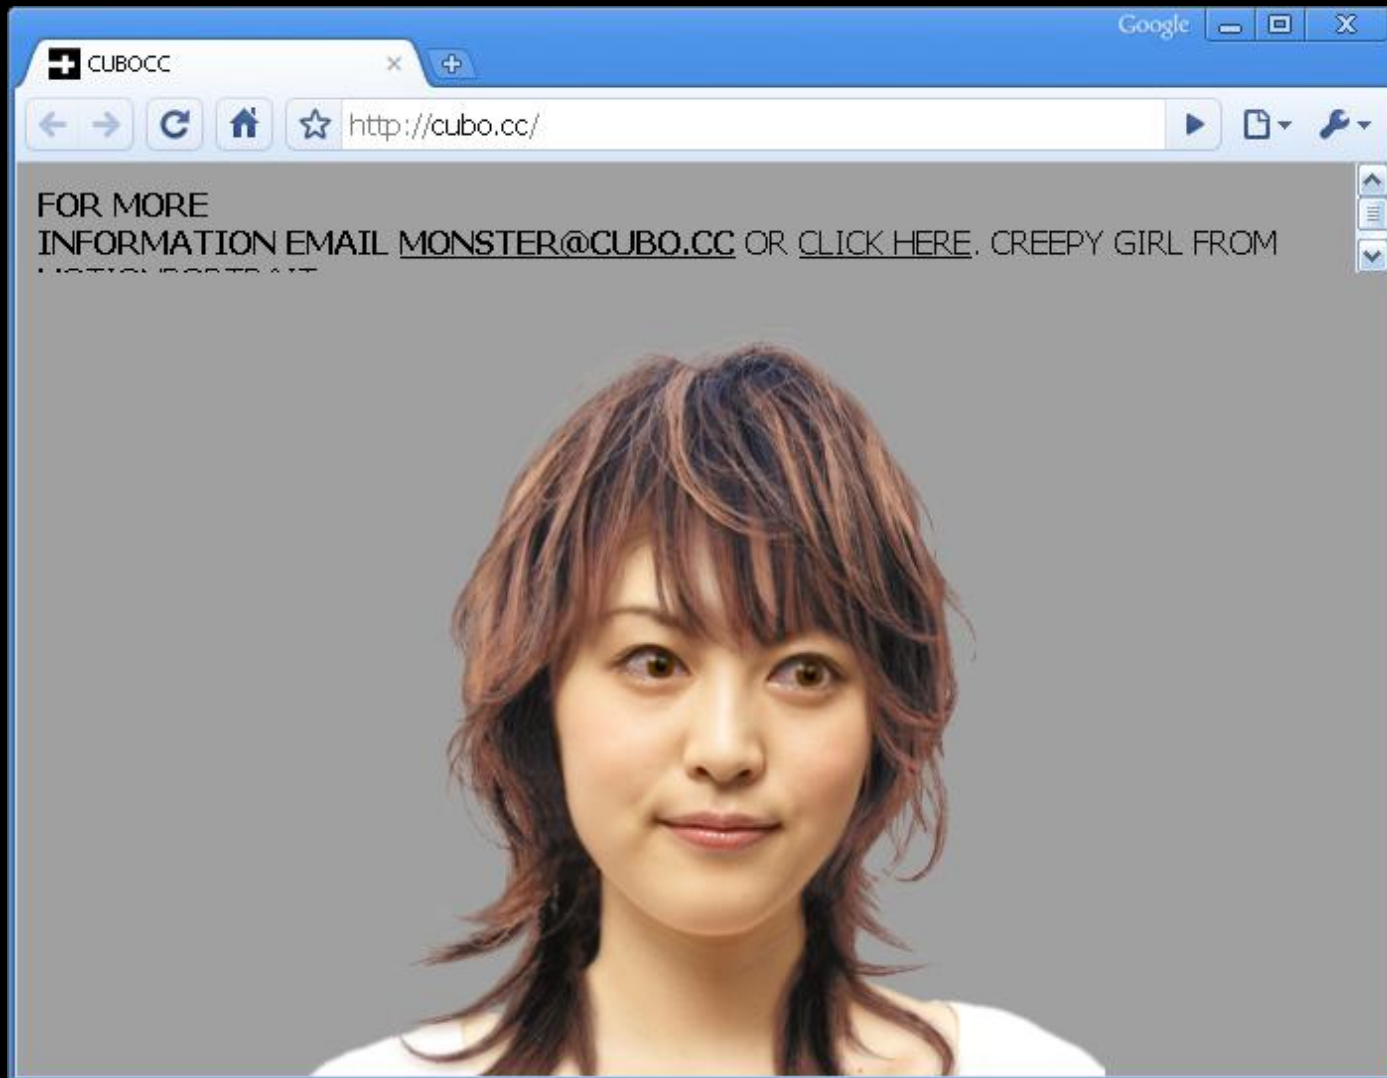 Google
CUBOCC
http://cubo.cc/
FOR MORE
INFORMATION EMAIL MONSTER@CUBO.CC OR CLICK HERE. CREEPY GIRL FROM